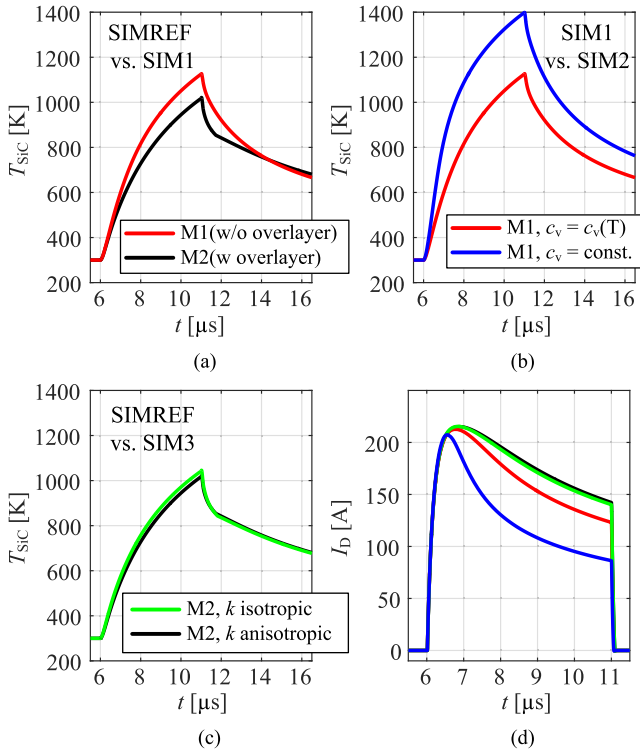 SIMREF
vs. SIM1
1400
1200
1000
800
600
400
200
T_SiC [K]
M1(w/o overlayer)
M2(w overlayer)
6 8 10 12 14 16
t [µs]
(a)
SIM1
vs. SIM2
1400
1200
1000
800
600
400
200
T_SiC [K]
M1, c_v = c_v(T)
M1, c_v = const.
6 8 10 12 14 16
t [µs]
(b)
SIMREF
vs. SIM3
1400
1200
1000
800
600
400
200
T_SiC [K]
M2, k isotropic
M2, k anisotropic
6 8 10 12 14 16
t [µs]
(c)
200
150
100
50
0
I_D [A]
5 6 7 8 9 10 11
t [µs]
(d)